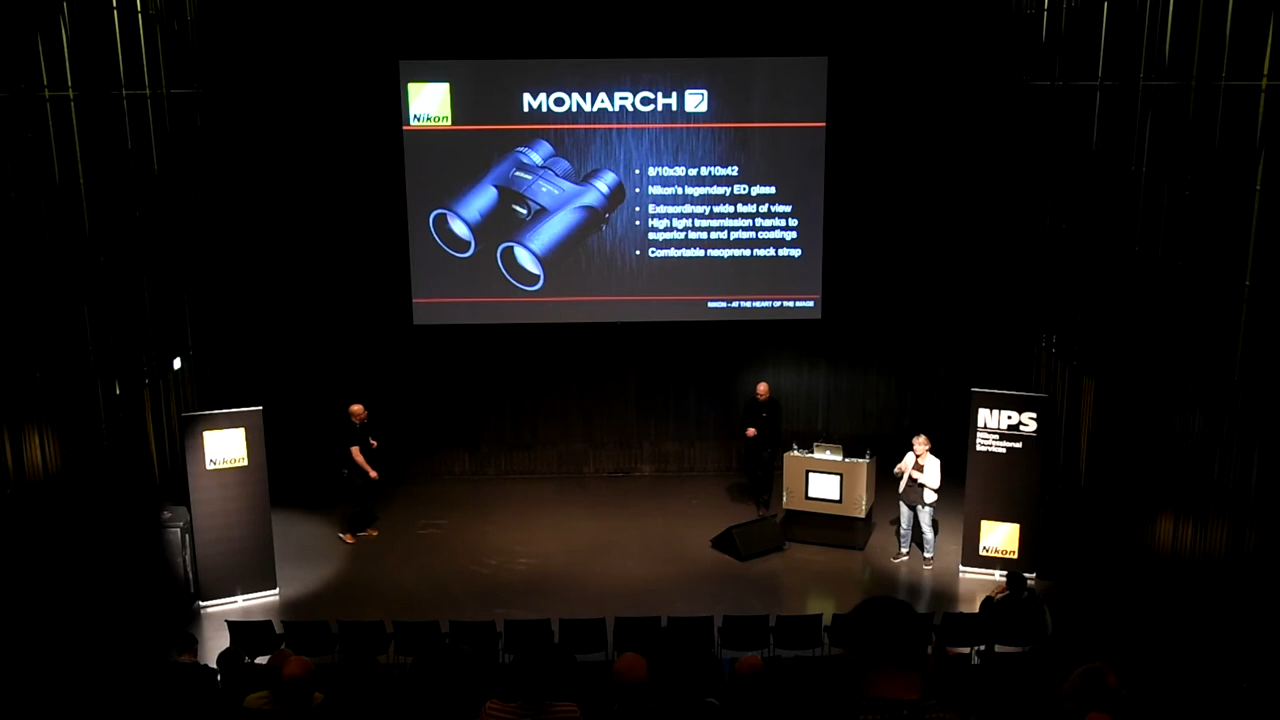 Nikon
MONARCH 7
8/10x30 or 8/10x42
Nikon's legendary ED glass
Extraordinary wide field of view
High light transmission thanks to
superior lens and prism coatings
Comfortable neoprene neck strap
NIKON - AT THE HEART OF THE IMAGE
Nikon
NPS
Nikon
Professional
Services
Nikon